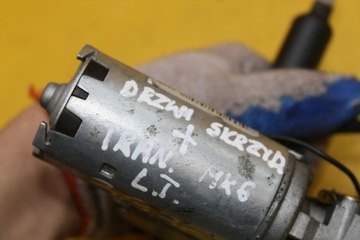 DRZWI SKRZYD
+
TRAN. MK6
L.T.